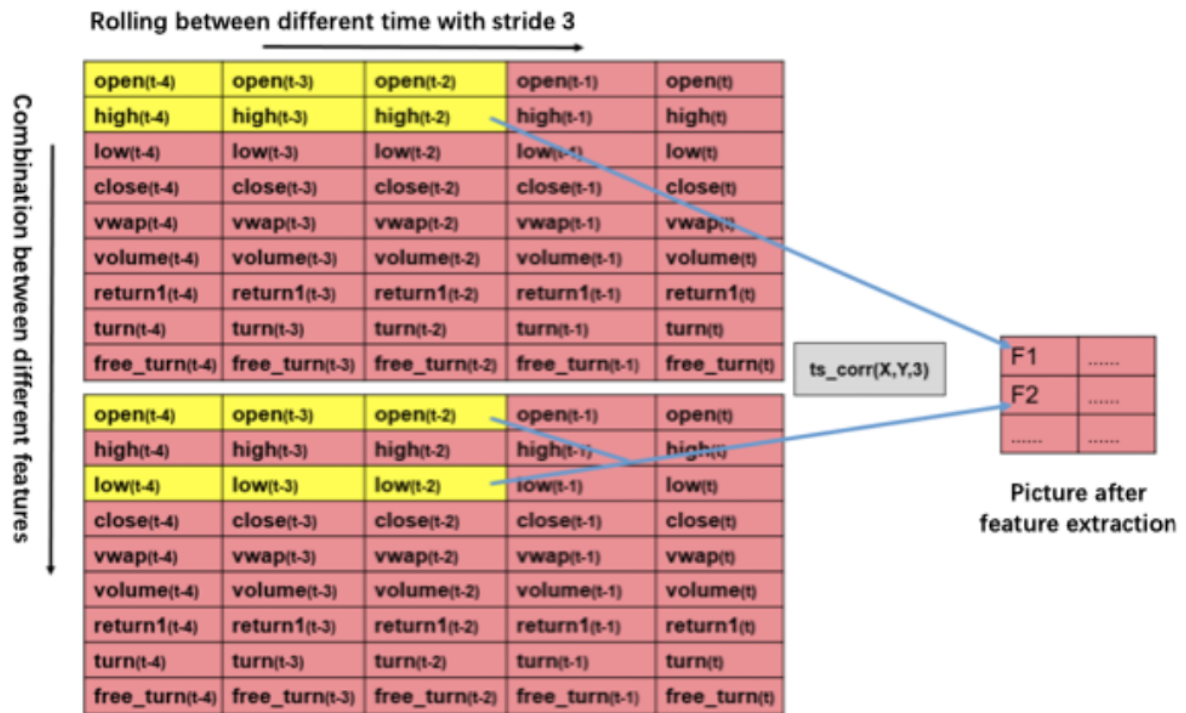 Rolling between different time with stride 3
Combination between different features
open(t-4) open(t-3) open(t-2) open(t-1) open(t)
high(t-4) high(t-3) high(t-2) high(t-1) high(t)
low(t-4) low(t-3) low(t-2) low(t-1) low(t)
close(t-4) close(t-3) close(t-2) close(t-1) close(t)
vwap(t-4) vwap(t-3) vwap(t-2) vwap(t-1) vwap(t)
volume(t-4) volume(t-3) volume(t-2) volume(t-1) volume(t)
return1(t-4) return1(t-3) return1(t-2) return1(t-1) return1(t)
turn(t-4) turn(t-3) turn(t-2) turn(t-1) turn(t)
free_turn(t-4) free_turn(t-3) free_turn(t-2) free_turn(t-1) free_turn(t)
open(t-4) open(t-3) open(t-2) open(t-1) open(t)
high(t-4) high(t-3) high(t-2) high(t-1) high(t)
low(t-4) low(t-3) low(t-2) low(t-1) low(t)
close(t-4) close(t-3) close(t-2) close(t-1) close(t)
vwap(t-4) vwap(t-3) vwap(t-2) vwap(t-1) vwap(t)
volume(t-4) volume(t-3) volume(t-2) volume(t-1) volume(t)
return1(t-4) return1(t-3) return1(t-2) return1(t-1) return1(t)
turn(t-4) turn(t-3) turn(t-2) turn(t-1) turn(t)
free_turn(t-4) free_turn(t-3) free_turn(t-2) free_turn(t-1) free_turn(t)
ts_corr(X,Y,3)
F1 ......
F2 ......
...... ......
Picture after
feature extraction